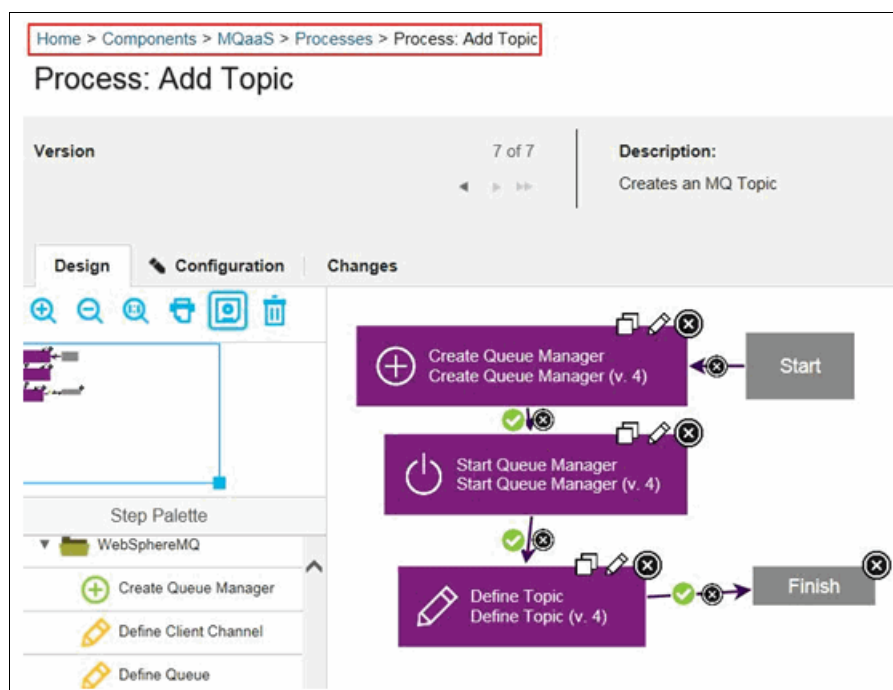 Home > Components > MQaaS > Processes > Process: Add Topic
Process: Add Topic
Version
7 of 7
Description:
Creates an MQ Topic
Design
Configuration
Changes
Create Queue Manager
Create Queue Manager (v. 4)
Start
Start Queue Manager
Start Queue Manager (v. 4)
Define Topic
Define Topic (v. 4)
Finish
Step Palette
WebSphereMQ
Create Queue Manager
Define Client Channel
Define Queue